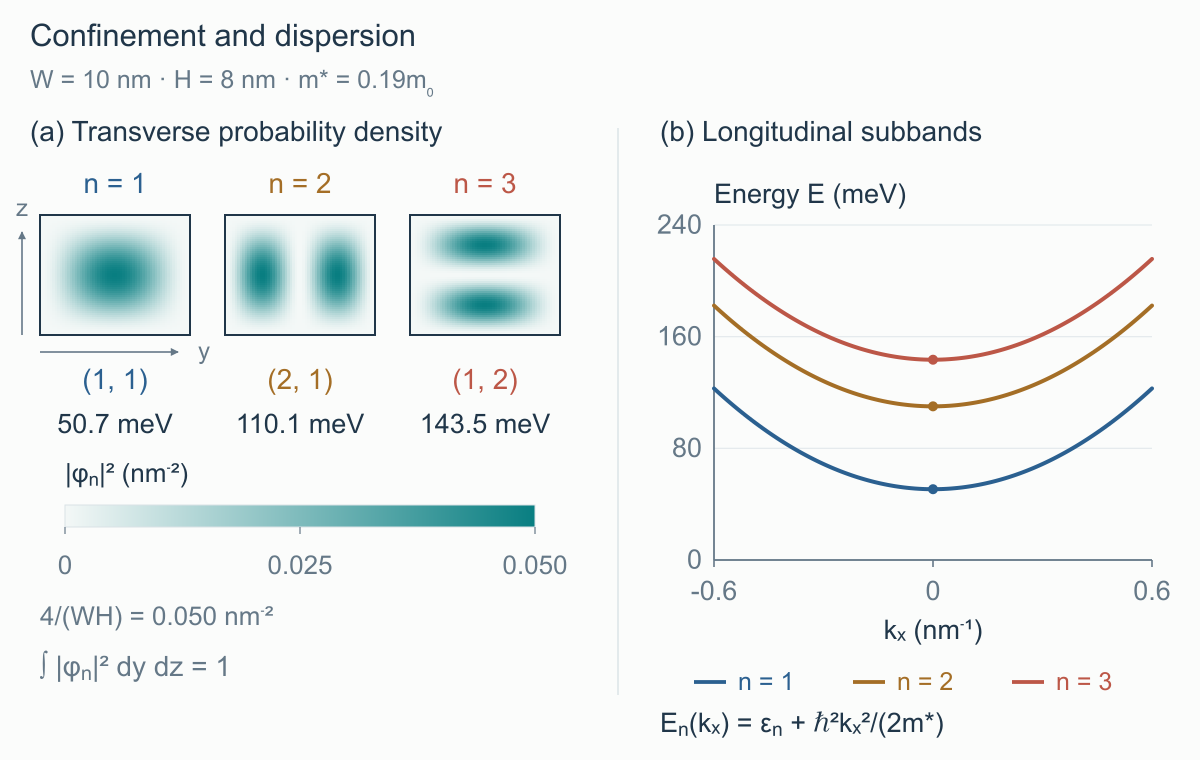 Confinement and dispersion
W = 10 nm · H = 8 nm · m* = 0.19m₀
(a) Transverse probability density
n = 1 n = 2 n = 3
z
y
(1, 1) (2, 1) (1, 2)
50.7 meV 110.1 meV 143.5 meV
|φₙ|² (nm⁻²)
0 0.025 0.050
4/(WH) = 0.050 nm⁻²
∫ |φₙ|² dy dz = 1
(b) Longitudinal subbands
Energy E (meV)
240
160
80
0
-0.6 0 0.6
kₓ (nm⁻¹)
n = 1 n = 2 n = 3
Eₙ(kₓ) = εₙ + ℏ²kₓ²/(2m*)